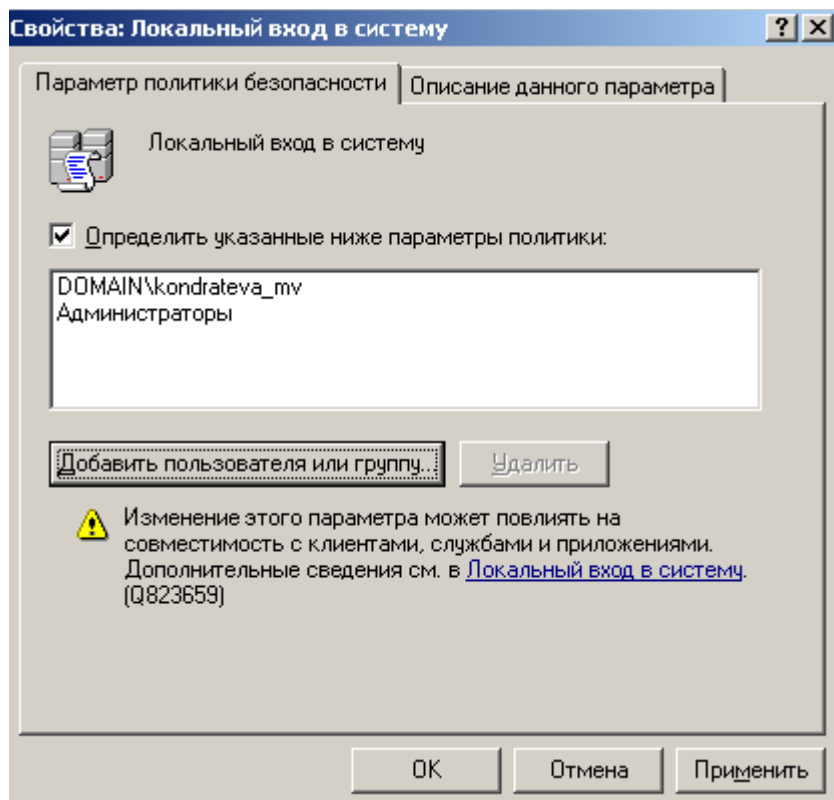 Свойства: Локальный вход в систему
Параметр политики безопасности
Описание данного параметра
Локальный вход в систему
Определить указанные ниже параметры политики:
DOMAIN\kondrateva_mv
Администраторы
Добавить пользователя или группу...
Удалить
Изменение этого параметра может повлиять на
совместимость с клиентами, службами и приложениями.
Дополнительные сведения см. в Локальный вход в систему.
(Q823659)
OK
Отмена
Применить